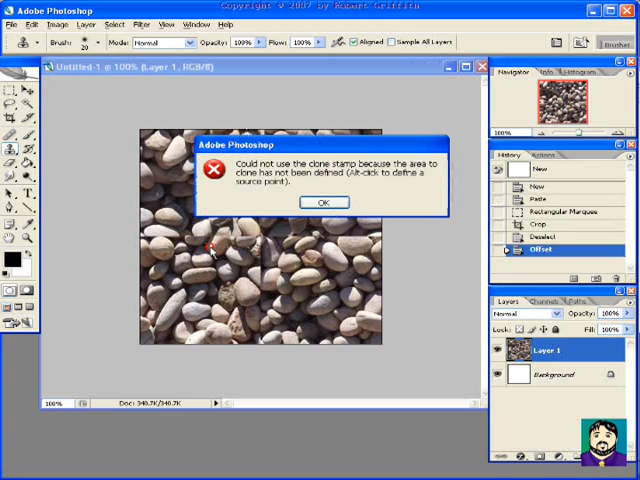 Copyright © 2007 by Robert Griffith
Adobe Photoshop
File Edit Image Layer Select Filter View Window Help
Brush: 20 Mode: Normal Opacity: 100% Flow: 100% Aligned Sample All Layers Brushes
Untitled-1 @ 100% (Layer 1, RGB/8)
Navigator Info Histogram
100%
Adobe Photoshop
Could not use the clone stamp because the area to
clone has not been defined (Alt-click to define a
source point).
OK
History Actions
New
New
Paste
Rectangular Marquee
Crop
Deselect
Offset
Layers Channels Paths
Normal Opacity: 100%
Lock: Fill: 100%
Layer 1
Background
100% Doc: 340.7K/340.7K